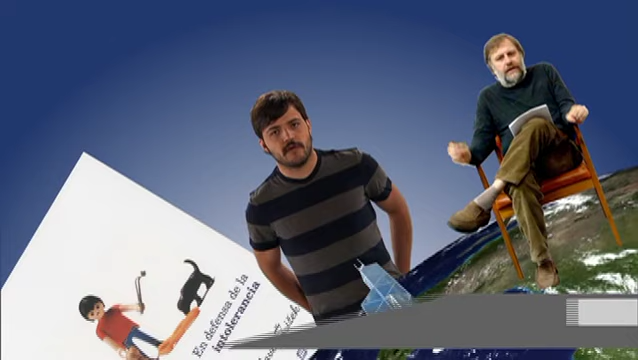 En defensa de la
intolerancia